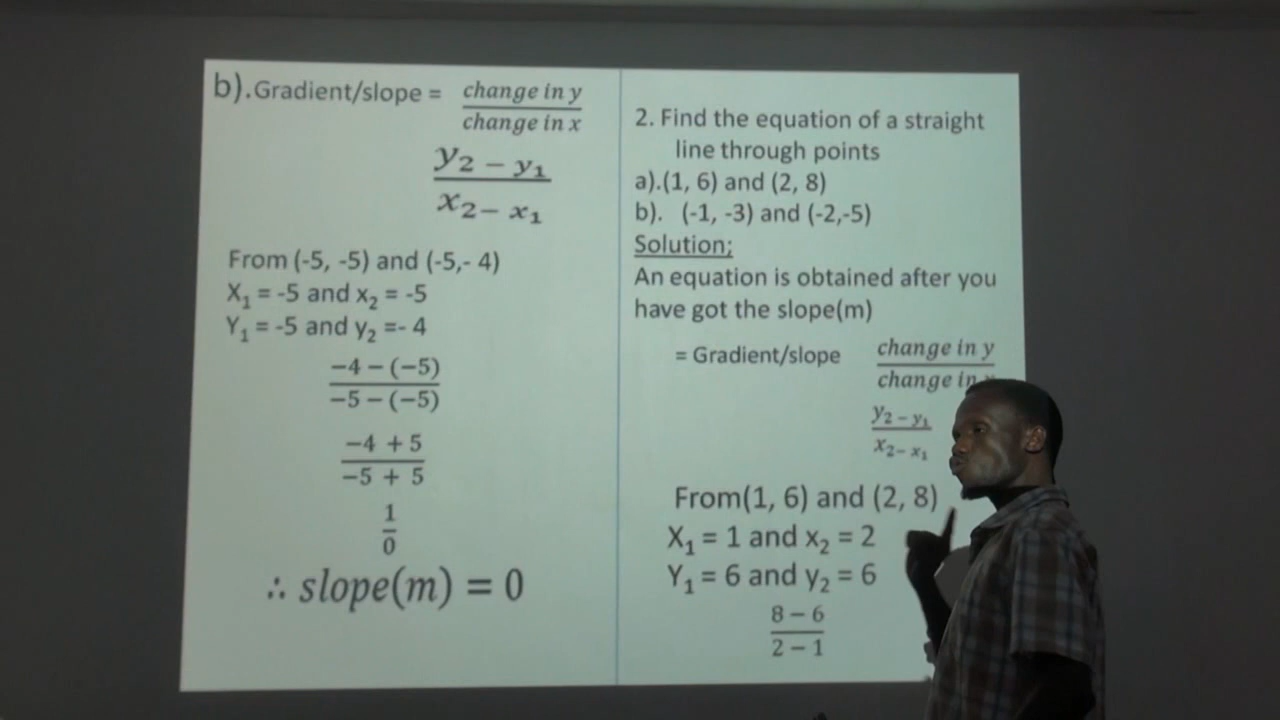 b).Gradient/slope = change in y
change in x
y2 − y1
x2− x1
From (-5, -5) and (-5,- 4)
X1 = -5 and x2 = -5
Y1 = -5 and y2 =- 4
−4 − (−5)
−5 − (−5)
−4 + 5
−5 + 5
1
0
∴ slope(m) = 0
2. Find the equation of a straight
line through points
a).(1, 6) and (2, 8)
b). (-1, -3) and (-2,-5)
Solution;
An equation is obtained after you
have got the slope(m)
= Gradient/slope change in y
change in
y2 − y1
x2− x1
From(1, 6) and (2, 8)
X1 = 1 and x2 = 2
Y1 = 6 and y2 = 6
8 − 6
2 − 1